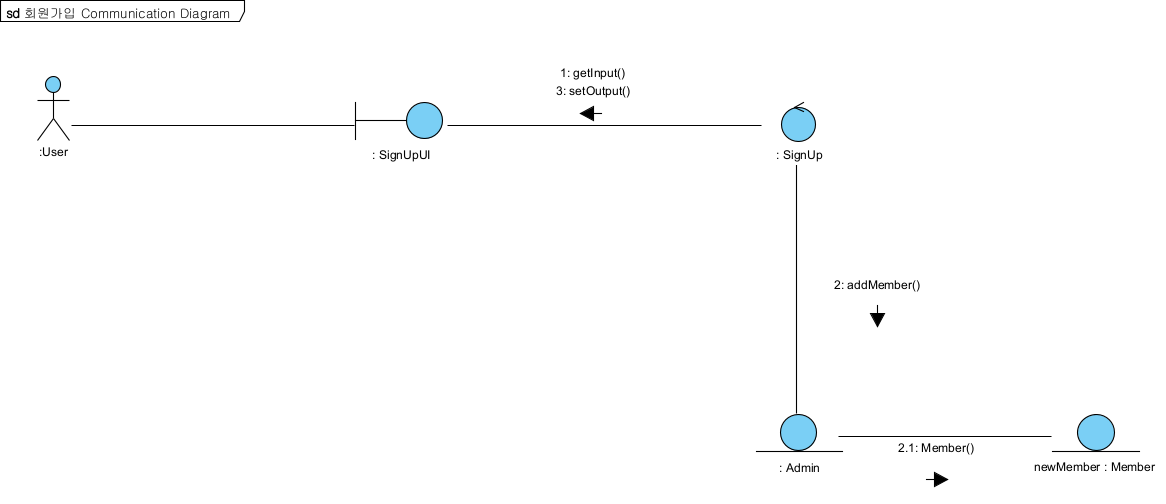 sd 회원가입 Communication Diagram
1: getInput()
3: setOutput()
:User
: SignUpUI
: SignUp
2: addMember()
2.1: Member()
: Admin
newMember : Member